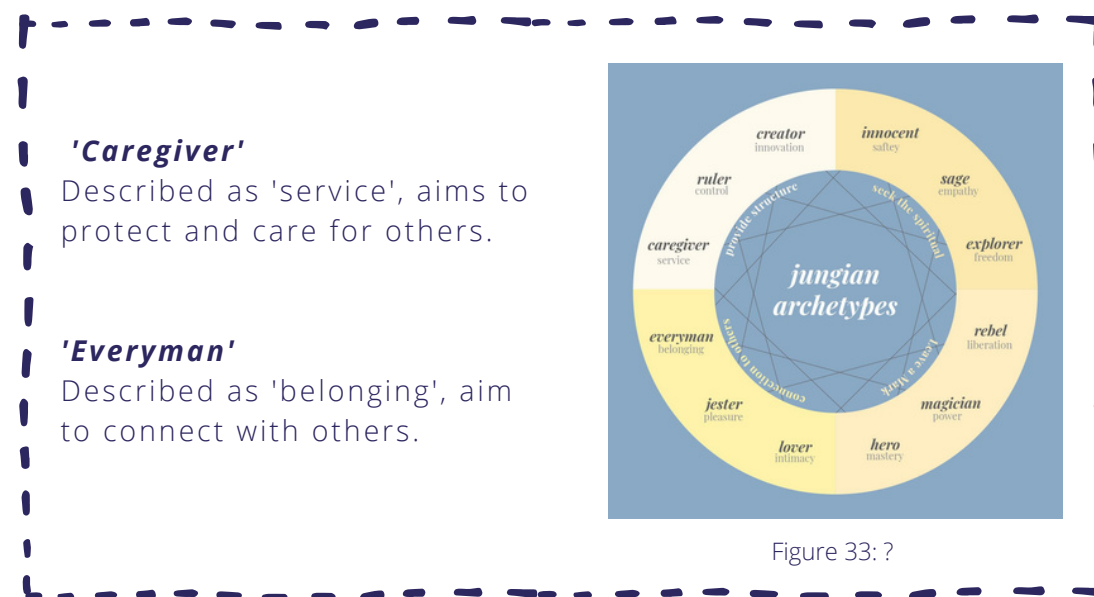 'Caregiver'
Described as 'service', aims to
protect and care for others.
'Everyman'
Described as 'belonging', aim
to connect with others.
creator
innovation
innocent
saftey
ruler
control
sage
empathy
caregiver
service
explorer
freedom
provide structure
seek the spiritual
jungian
archetypes
everyman
belonging
rebel
liberation
connection to others
Leave a Mark
jester
pleasure
magician
power
lover
intimacy
hero
mastery
Figure 33: ?